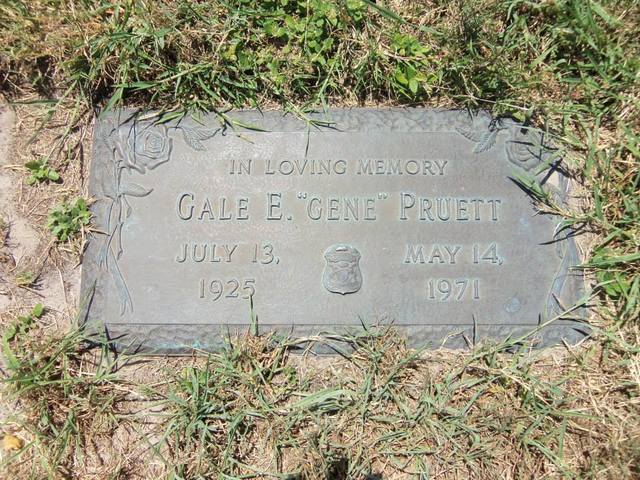 IN LOVING MEMORY
GALE E. "GENE" PRUETT
JULY 13, MAY 14,
1925 1971